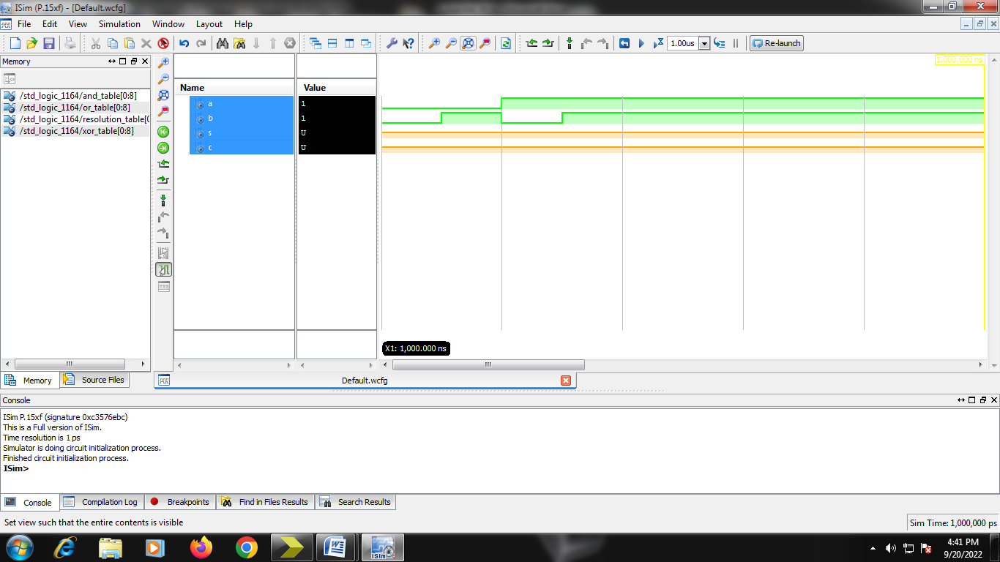 ISim (P.15xf) - [Default.wcfg]
File Edit View Simulation Window Layout Help
1.00us Re-launch
Memory
/std_logic_1164/and_table[0:8]
/std_logic_1164/or_table[0:8]
/std_logic_1164/resolution_table[0
/std_logic_1164/xor_table[0:8]
Memory Source Files
Name Value
a 1
b 1
s U
c U
1,000.000 ns
X1: 1,000.000 ns
Default.wcfg
Console
ISim P.15xf (signature 0xc3576ebc)
This is a Full version of ISim.
Time resolution is 1 ps
Simulator is doing circuit initialization process.
Finished circuit initialization process.
ISim>
Console Compilation Log Breakpoints Find in Files Results Search Results
Set view such that the entire contents is visible
Sim Time: 1,000,000 ps
ISim
4:41 PM
9/20/2022